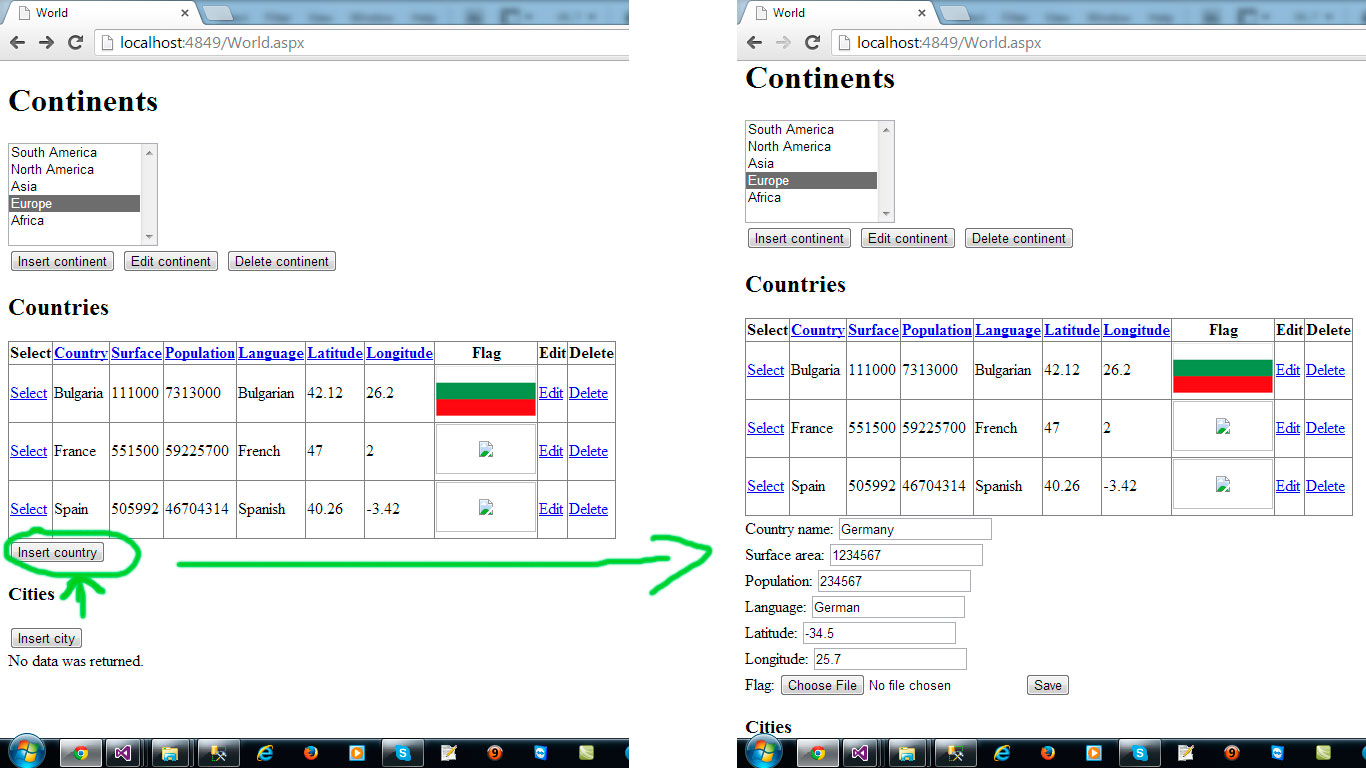 World
localhost:4849/World.aspx
Continents
South America
North America
Asia
Europe
Africa
Insert continent Edit continent Delete continent
Countries
Select Country Surface Population Language Latitude Longitude Flag Edit Delete
Select Bulgaria 111000 7313000 Bulgarian 42.12 26.2 Edit Delete
Select France 551500 59225700 French 47 2 Edit Delete
Select Spain 505992 46704314 Spanish 40.26 -3.42 Edit Delete
Insert country
Cities
Insert city
No data was returned.
World
localhost:4849/World.aspx
Continents
South America
North America
Asia
Europe
Africa
Insert continent Edit continent Delete continent
Countries
Select Country Surface Population Language Latitude Longitude Flag Edit Delete
Select Bulgaria 111000 7313000 Bulgarian 42.12 26.2 Edit Delete
Select France 551500 59225700 French 47 2 Edit Delete
Select Spain 505992 46704314 Spanish 40.26 -3.42 Edit Delete
Country name: Germany
Surface area: 1234567
Population: 234567
Language: German
Latitude: -34.5
Longitude: 25.7
Flag: Choose File No file chosen Save
Cities